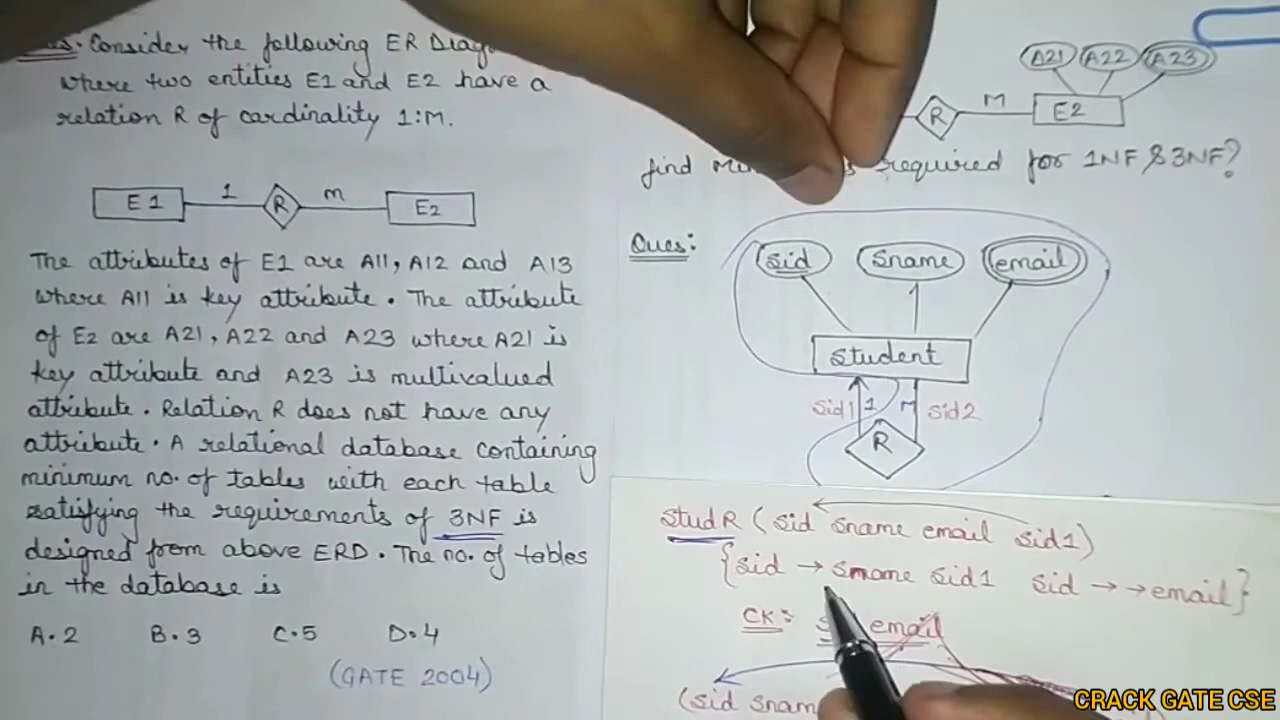 Consider the following ER
where two entities E1 and E2 have a
relation R of cardinality 1:M.
E1 1 R m E2
The attributes of E1 are A11, A12 and A13
where A11 is key attribute. The attribute
of E2 are A21, A22 and A23 where A21 is
key attribute and A23 is multivalued
attribute. Relation R does not have any
attribute. A relational database containing
minimum no. of tables with each table
satisfying the requirements of 3NF is
designed from above ERD. The no. of tables
in the database is
A. 2 B. 3 C. 5 D. 4
(GATE 2004)
A21 A22 A23
R M E2
find required for 1NF & 3NF?
Ques:
sid Sname email
Student
sid1 1 M sid2
R
StudR (sid sname email sid1)
{sid → sname sid1 sid →→ email}
CK: email
(sid
CRACK GATE CSE